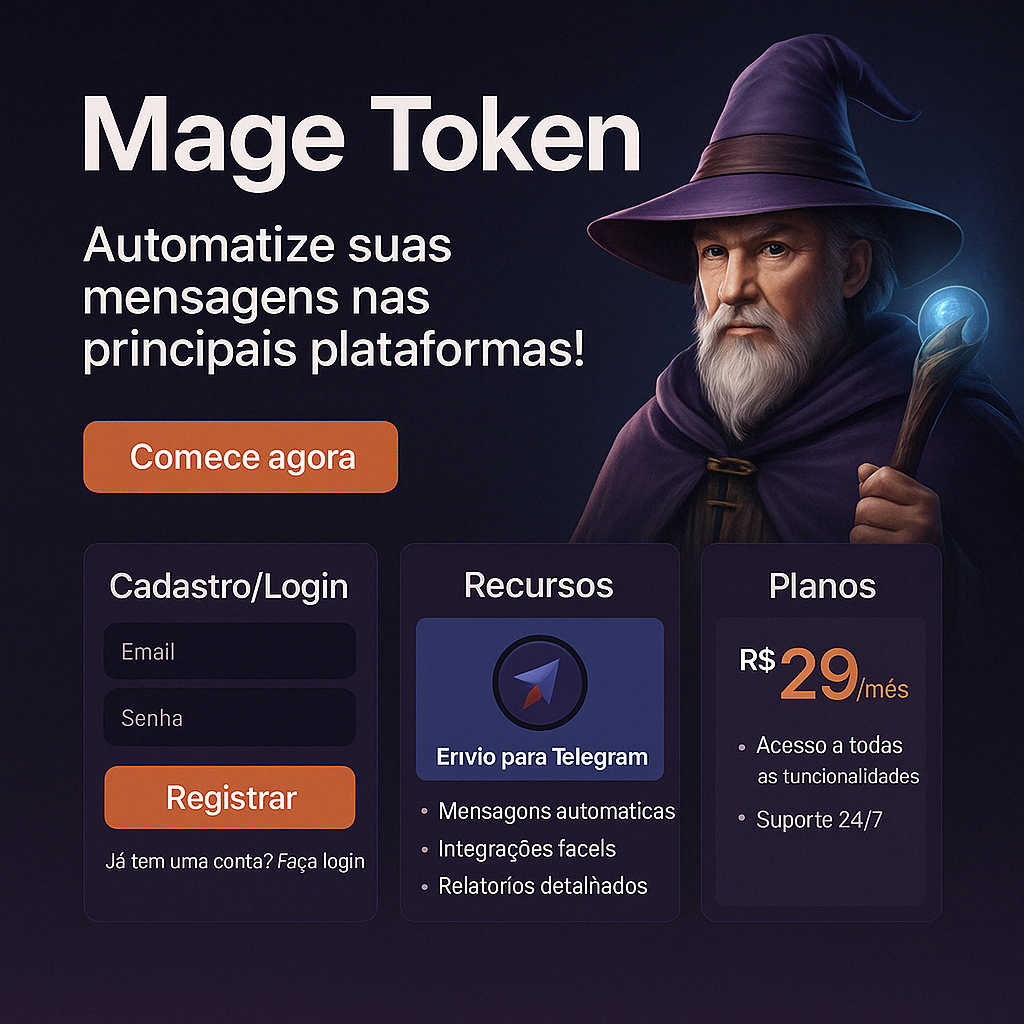 Mage Token
Automatize suas
mensagens nas
principais plataformas!
Comece agora
Cadastro/Login
Email
Senha
Registrar
Já tem uma conta? Faça login
Recursos
Erıvio para Telegram
• Mensagons automaticas
• Integrações facels
• Relatoríos detalhados
Planos
R$ 29/més
• Acesso a todas
as tuncionalidades
• Suporte 24/7